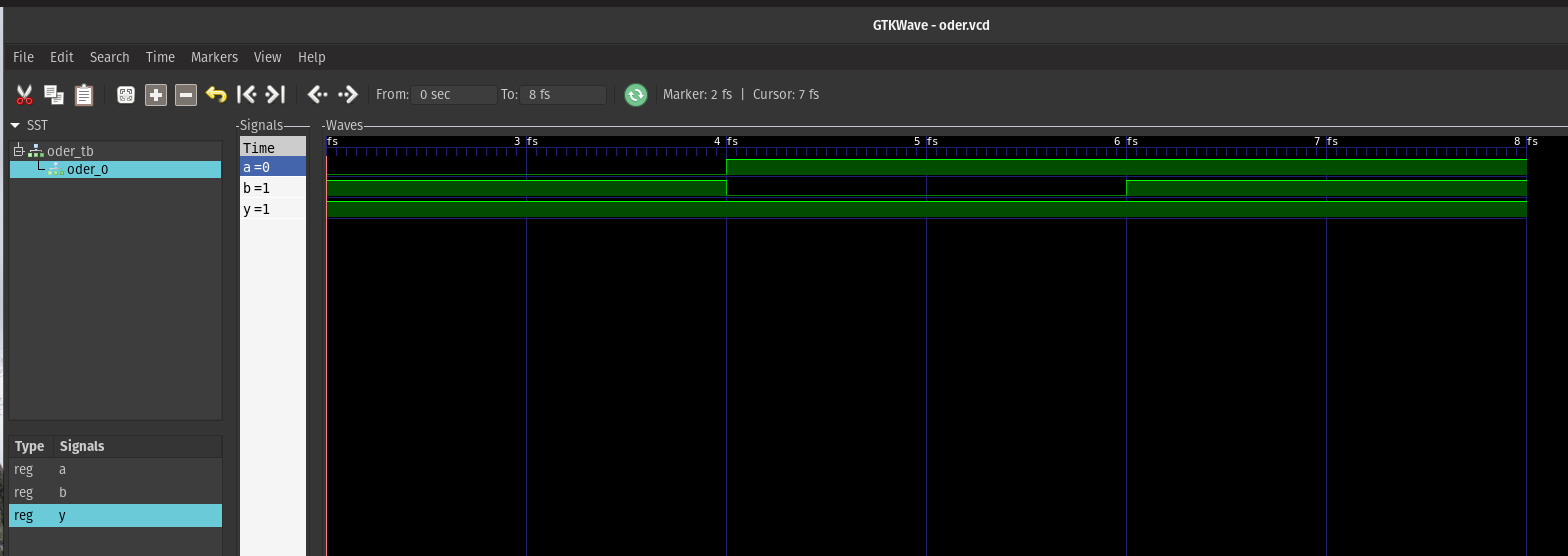 GTKWave - oder.vcd
File Edit Search Time Markers View Help
From: 0 sec To: 8 fs Marker: 2 fs | Cursor: 7 fs
SST
oder_tb
oder_0
Type Signals
reg a
reg b
reg y
Signals
Time
a=0
b=1
y=1
Waves
fs 3 fs 4 fs 5 fs 6 fs 7 fs 8 fs